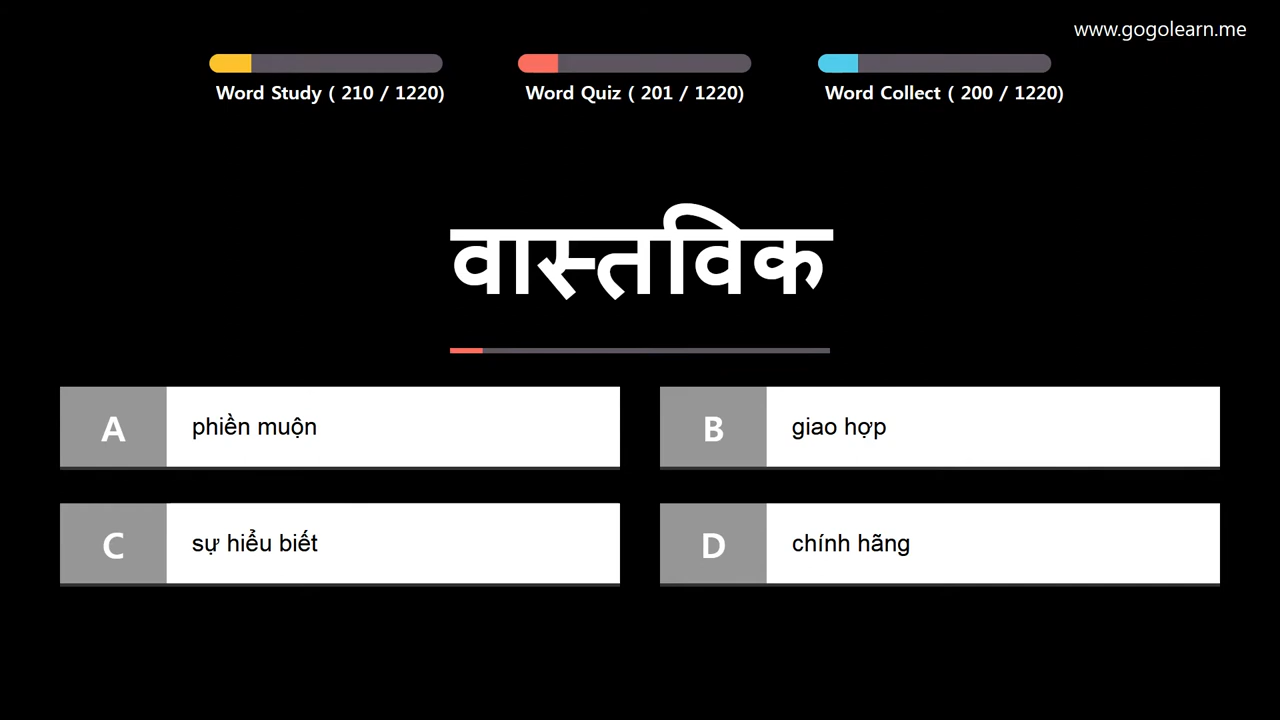 www.gogolearn.me
Word Study ( 210 / 1220)
Word Quiz ( 201 / 1220)
Word Collect ( 200 / 1220)
वास्तविक
A
phiền muộn
B
giao hợp
C
sự hiểu biết
D
chính hãng